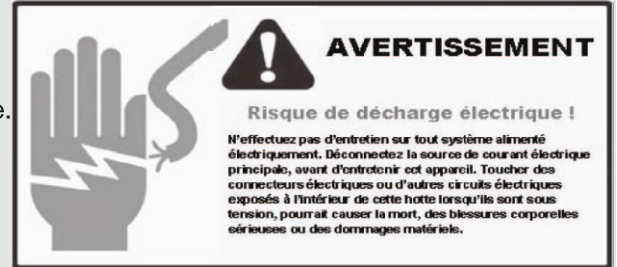 e.
AVERTISSEMENT
Risque de décharge électrique !
N'effectuez pas d'entretien sur tout système alimenté
électriquement. Déconnectez la source de courant électrique
principale, avant d'entretenir cet appareil. Toucher des
connecteurs électriques ou d'autres circuits électriques
exposés à l'intérieur de cette hotte lorsqu'ils sont sous
tension, pourrait causer la mort, des blessures corporelles
sérieuses ou des dommages matériels.